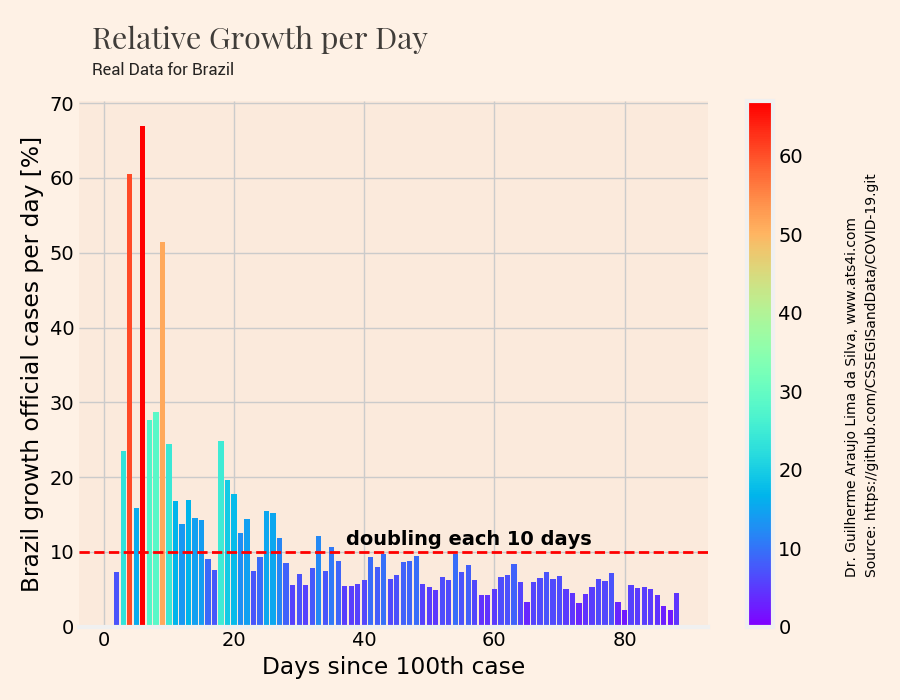 Relative Growth per Day
Real Data for Brazil
Brazil growth official cases per day [%]
70
60
50
40
30
20
10
0
doubling each 10 days
0 20 40 60 80
Days since 100th case
60
50
40
30
20
10
0
Dr. Guilherme Araujo Lima da Silva, www.ats4i.com
Source: https://github.com/CSSEGISandData/COVID-19.git